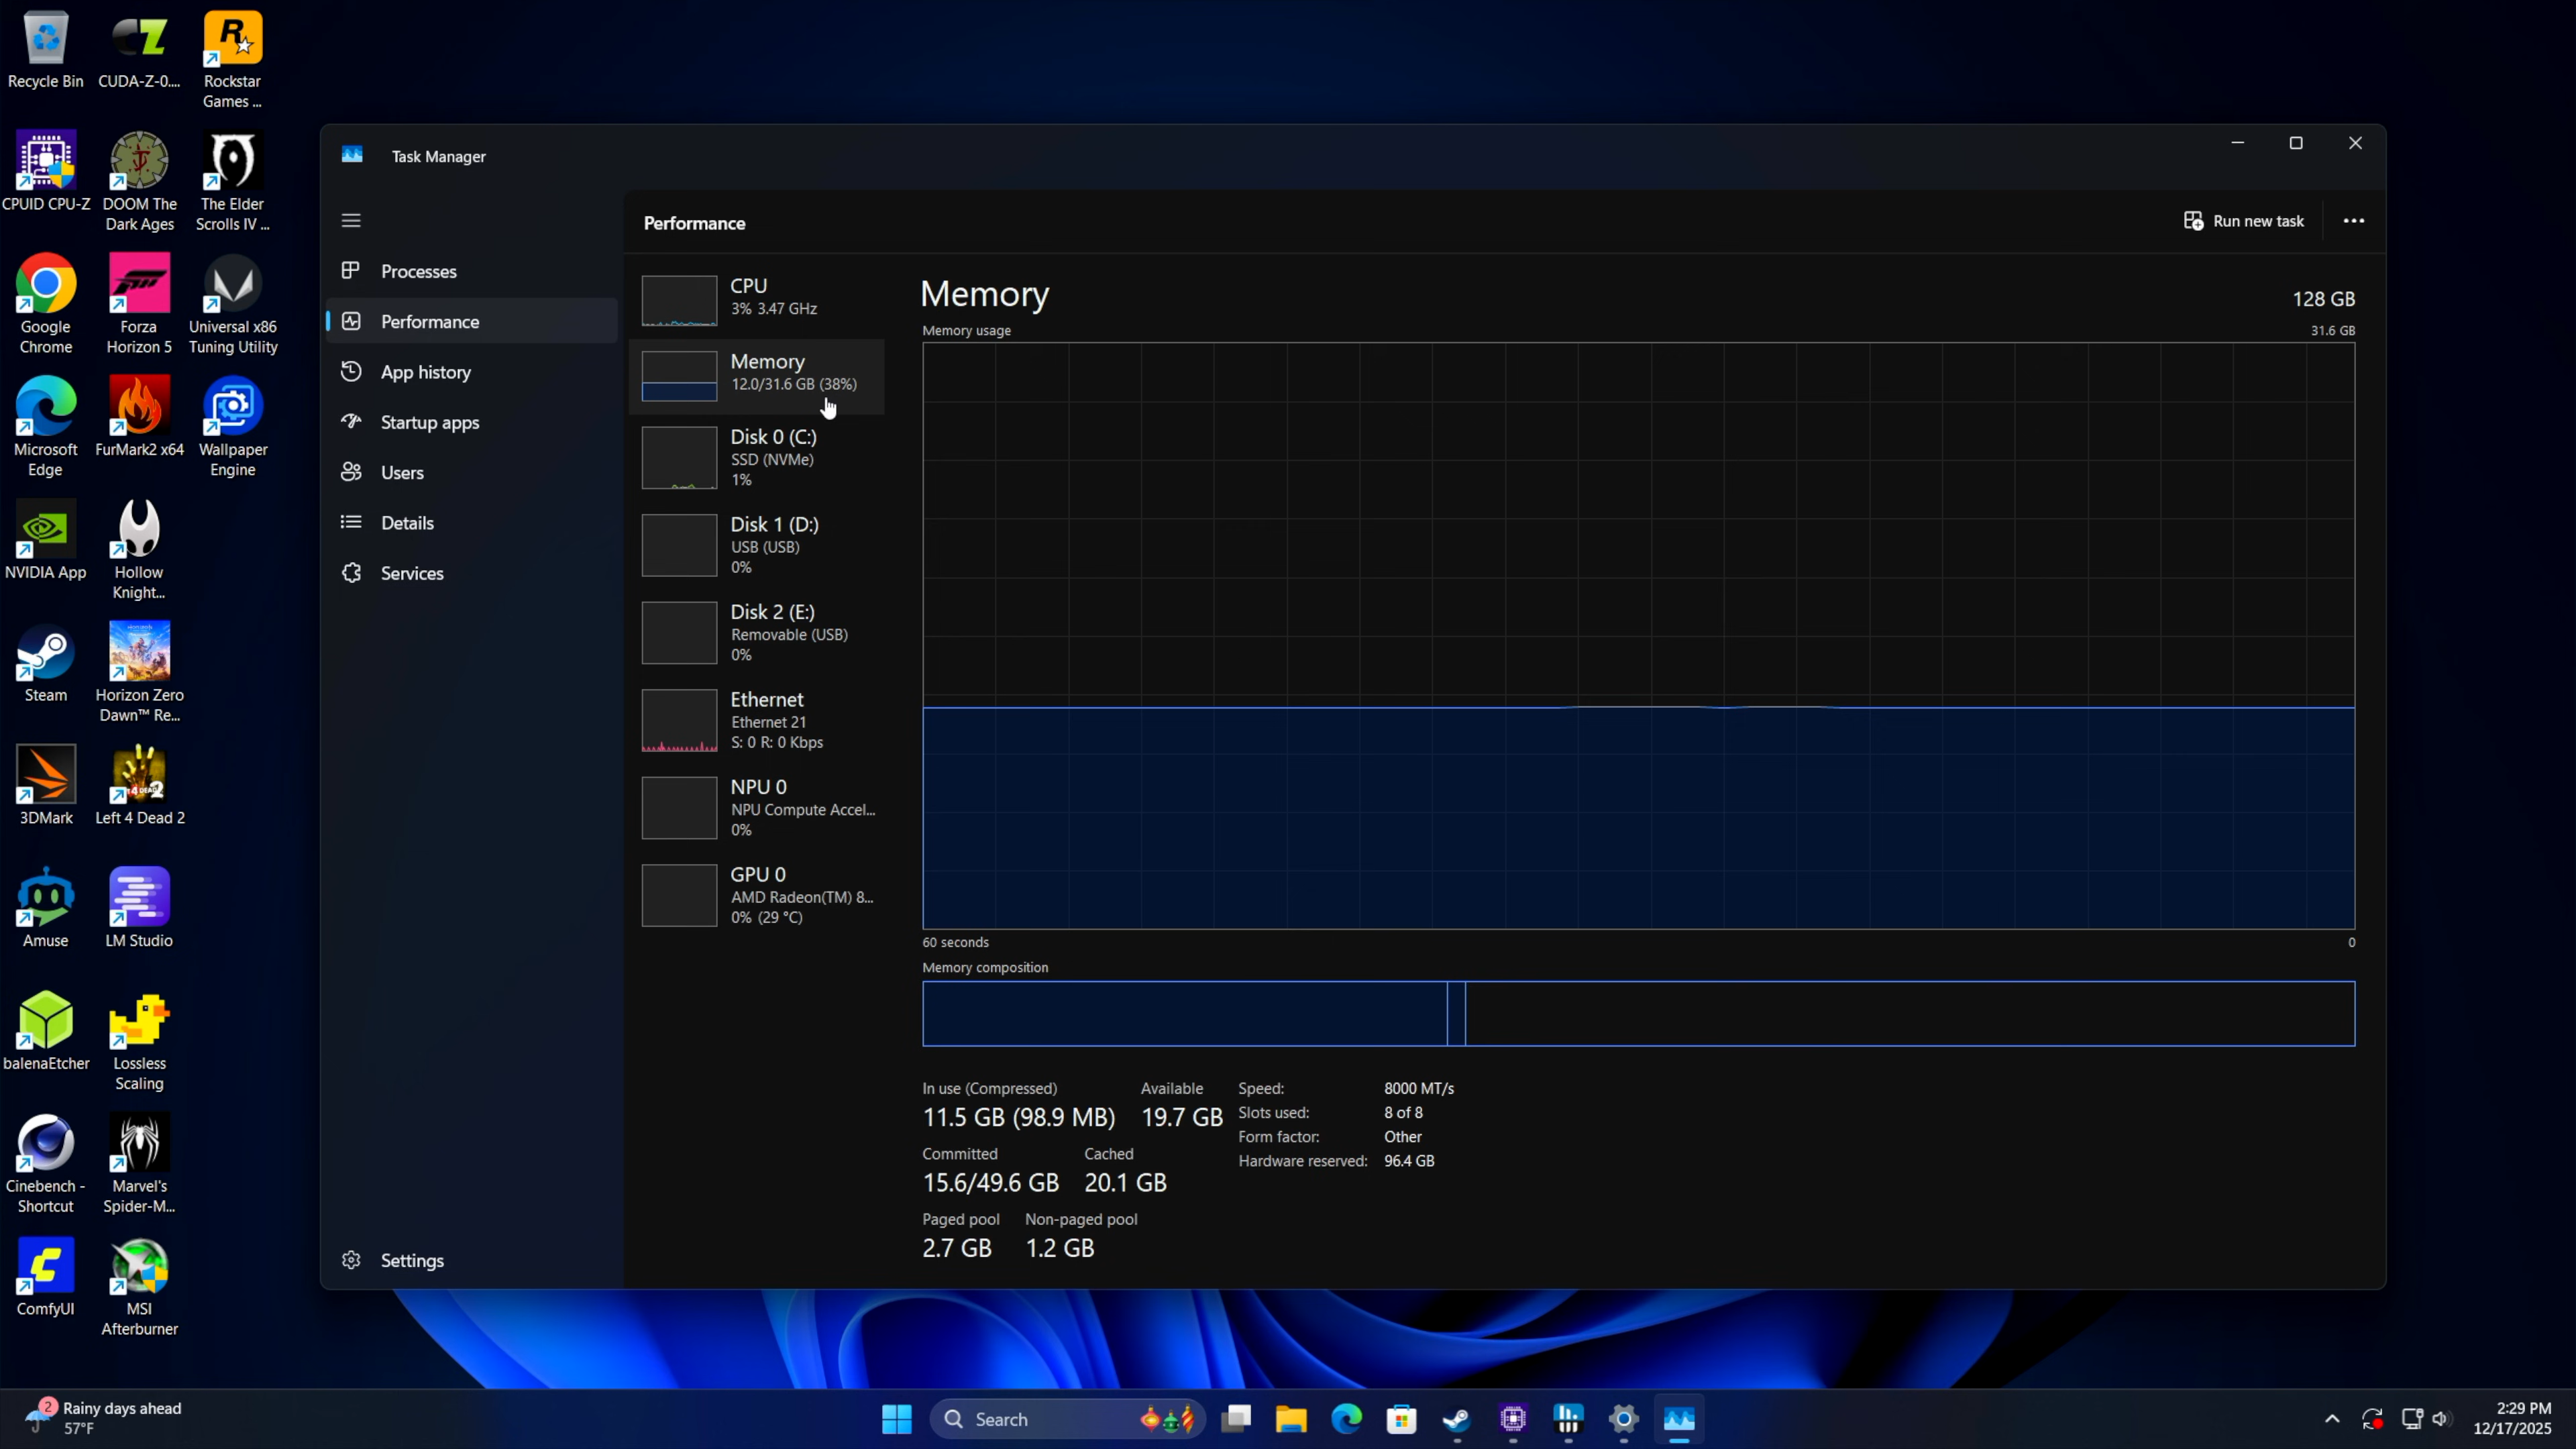 Recycle Bin
CUDA-Z-0....
Rockstar
Games ...
CPUID CPU-Z
DOOM The
Dark Ages
The Elder
Scrolls IV ...
Google
Chrome
Forza
Horizon 5
Universal x86
Tuning Utility
Microsoft
Edge
FurMark2 x64
Wallpaper
Engine
NVIDIA App
Hollow
Knight...
Steam
Horizon Zero
Dawn™ Re...
3DMark
Left 4 Dead 2
Amuse
LM Studio
balenaEtcher
Lossless
Scaling
Cinebench -
Shortcut
Marvel's
Spider-M...
ComfyUI
MSI
Afterburner
Task Manager
Processes
Performance
App history
Startup apps
Users
Details
Services
Settings
Performance
Run new task
CPU
3% 3.47 GHz
Memory
12.0/31.6 GB (38%)
Disk 0 (C:)
SSD (NVMe)
1%
Disk 1 (D:)
USB (USB)
0%
Disk 2 (E:)
Removable (USB)
0%
Ethernet
Ethernet 21
S: 0 R: 0 Kbps
NPU 0
NPU Compute Accel...
0%
GPU 0
AMD Radeon(TM) 8...
0% (29 °C)
Memory
128 GB
Memory usage
31.6 GB
60 seconds
0
Memory composition
In use (Compressed)
11.5 GB (98.9 MB)
Available
19.7 GB
Committed
15.6/49.6 GB
Cached
20.1 GB
Paged pool
2.7 GB
Non-paged pool
1.2 GB
Speed: 8000 MT/s
Slots used: 8 of 8
Form factor: Other
Hardware reserved: 96.4 GB
2
Rainy days ahead
57°F
Search
2:29 PM
12/17/2025